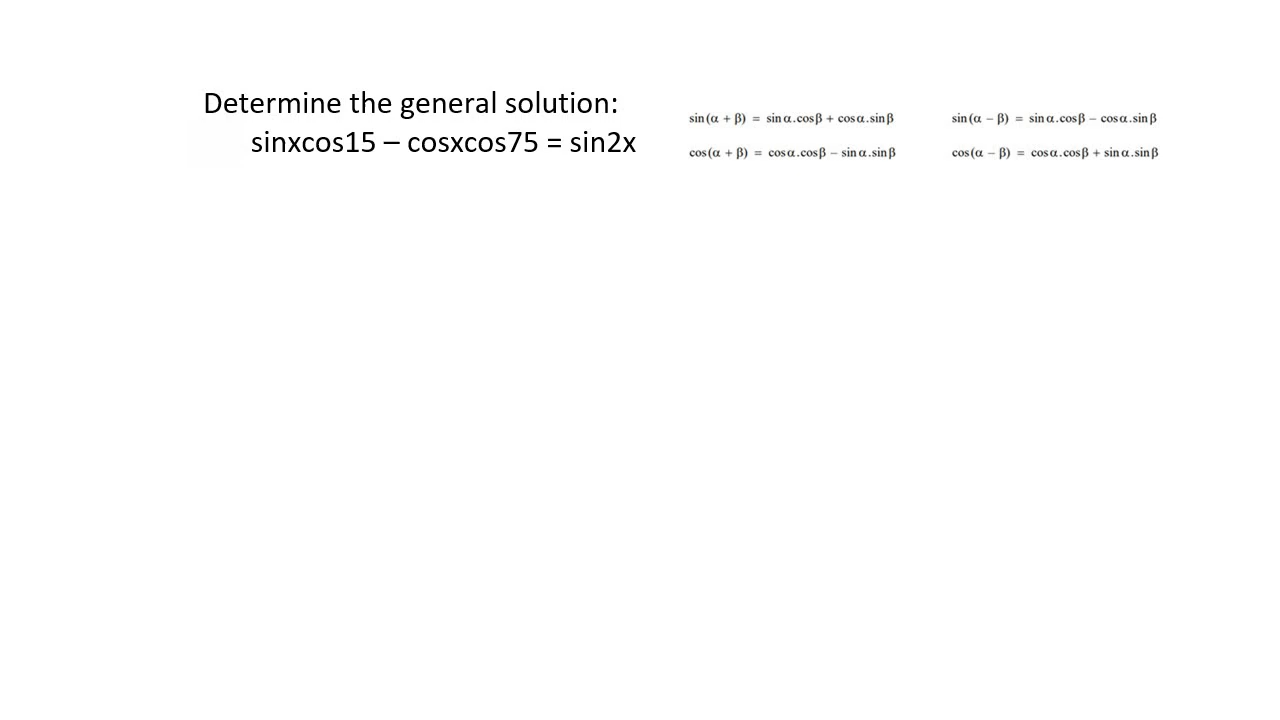 Determine the general solution:
sinxcos15 – cosxcos75 = sin2x
sin(α + β) = sinα.cosβ + cosα.sinβ
sin(α − β) = sinα.cosβ − cosα.sinβ
cos(α + β) = cosα.cosβ − sinα.sinβ
cos(α − β) = cosα.cosβ + sinα.sinβ